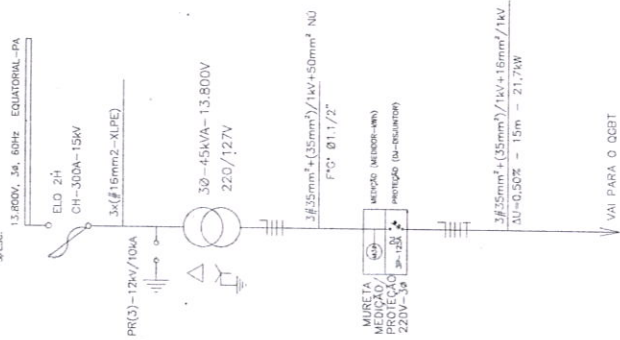 13.800V, 3ø, 60Hz EQUATORIAL-PA
ELO 2H
CH-300A-15kV
3x(#16mm2-XLPE)
PR(3)-12kV/10kA
3Ø-45kVA-13.800V
220/127V
3#35mm²+(35mm²)/1kV+50mm² NÚ
F°G° Ø1.1/2"
MURETA
MEDIÇÃO/
PROTEÇÃO
220V-3ø
MEDIÇÃO (MEDIDOR-kWh)
PROTEÇÃO (DJ-DISJUNTOR)
DJ
3P-125A
3#35mm²+(35mm²)/1kV+16mm²/1kV
ΔU=0,50% - 15m - 21,7kW
VAI PARA O QGBT